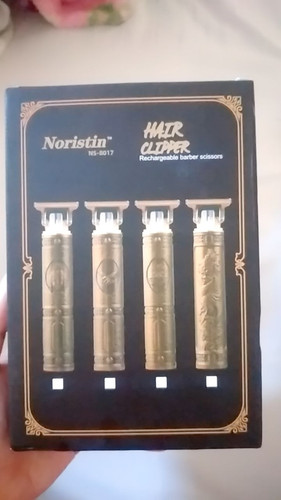 Noristin™
NS-8017
HAIR
CLIPPER
Rechargeable barber scissors